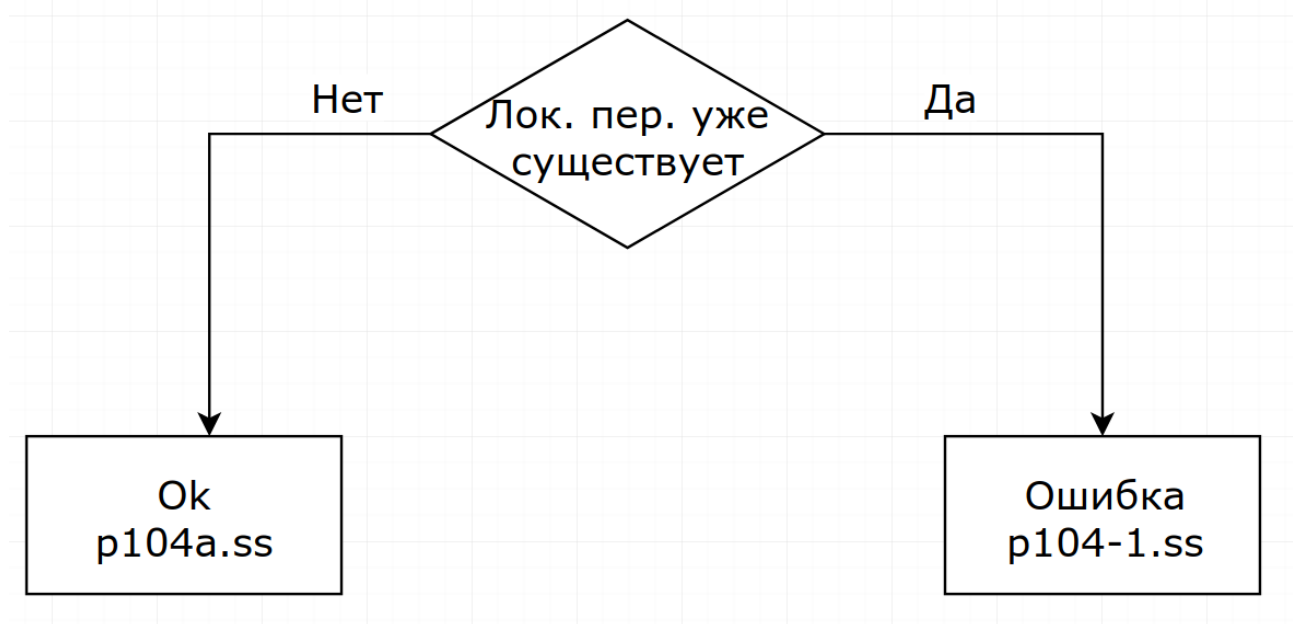 Нет
Лок. пер. уже
существует
Да
Ok
p104a.ss
Ошибка
p104-1.ss